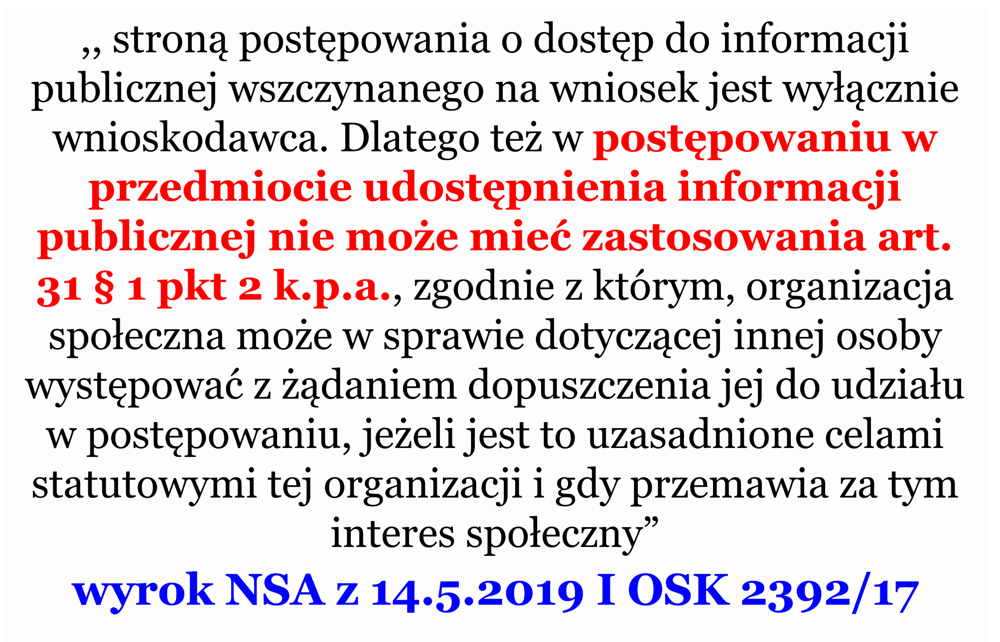 ,, stroną postępowania o dostęp do informacji
publicznej wszczynanego na wniosek jest wyłącznie
wnioskodawca. Dlatego też w postępowaniu w
przedmiocie udostępnienia informacji
publicznej nie może mieć zastosowania art.
31 § 1 pkt 2 k.p.a., zgodnie z którym, organizacja
społeczna może w sprawie dotyczącej innej osoby
występować z żądaniem dopuszczenia jej do udziału
w postępowaniu, jeżeli jest to uzasadnione celami
statutowymi tej organizacji i gdy przemawia za tym
interes społeczny”
wyrok NSA z 14.5.2019 I OSK 2392/17